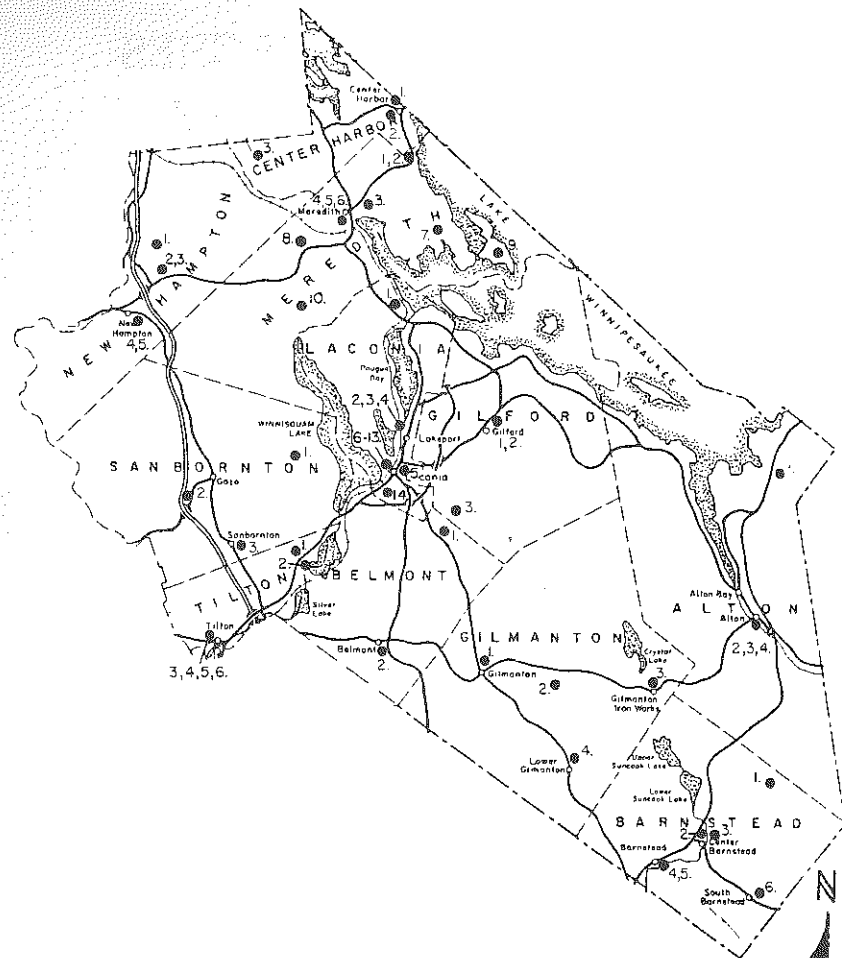 1.
Center
Harbor
2.
CENTER HARBOR
3.
1,2.
4,5,6.
Meredith
3.
LAKE
7.
8.
1.
2,3.
NEW HAMPTON
MEREDITH
10.
1.
WINNIPESAUKEE
New
Hampton
4,5.
LACONIA
Paugus
Bay
2,3,4
GILFORD
WINNISQUAM
LAKE
6-13.
Lakeport
Gilford
1,2.
1.
SANBORNTON
5.
Laconia
Gaza
2.
14
3.
1.
Sanbornton
3.
1.
2.
TILTON
BELMONT
Silver
Lake
Alton Bay
ALTON
Alton
2,3,4.
Tilton
3,4,5,6.
GILMANTON
Crystal
Lake
Belmont
2.
1.
Gilmanton
2.
3.
Gilmanton
Iron Works
4.
Lower
Gilmanton
Upper
Suncook Lake
Lower
Suncook Lake
1.
BARNSTEAD
2.
3.
Center
Barnstead
Barnstead
4,5.
South
Barnstead
6.
N